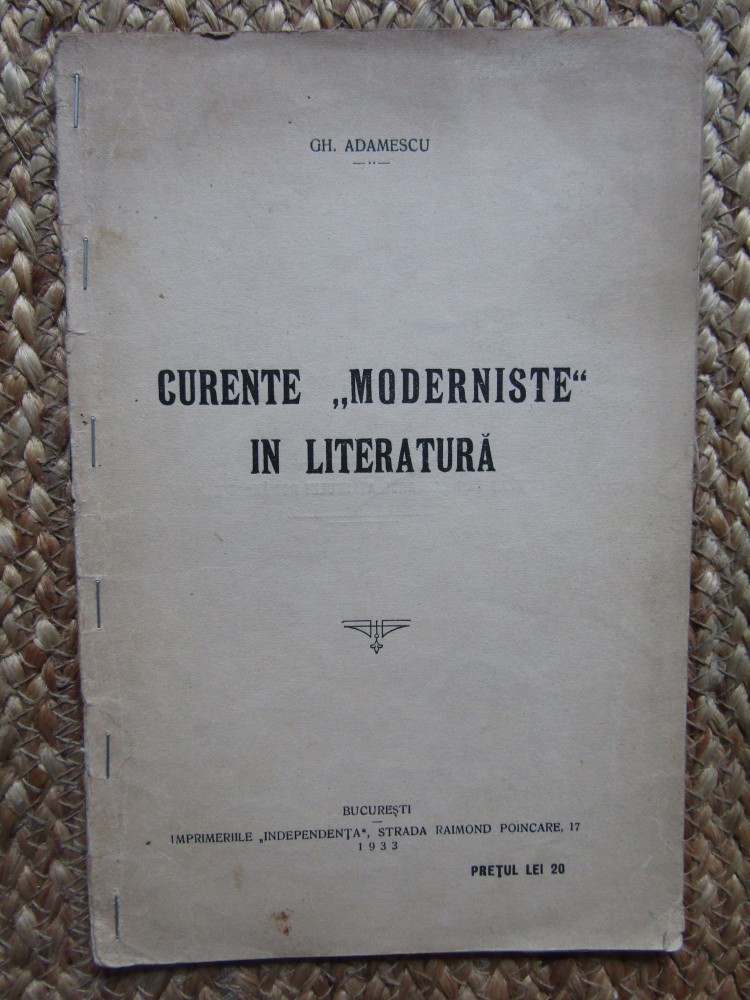 GH. ADAMESCU
CURENTE „MODERNISTE“
IN LITERATURĂ
BUCUREŞTI
IMPRIMERIILE „INDEPENDENŢA“, STRADA RAIMOND POINCARE, 17
1933
PREŢUL LEI 20